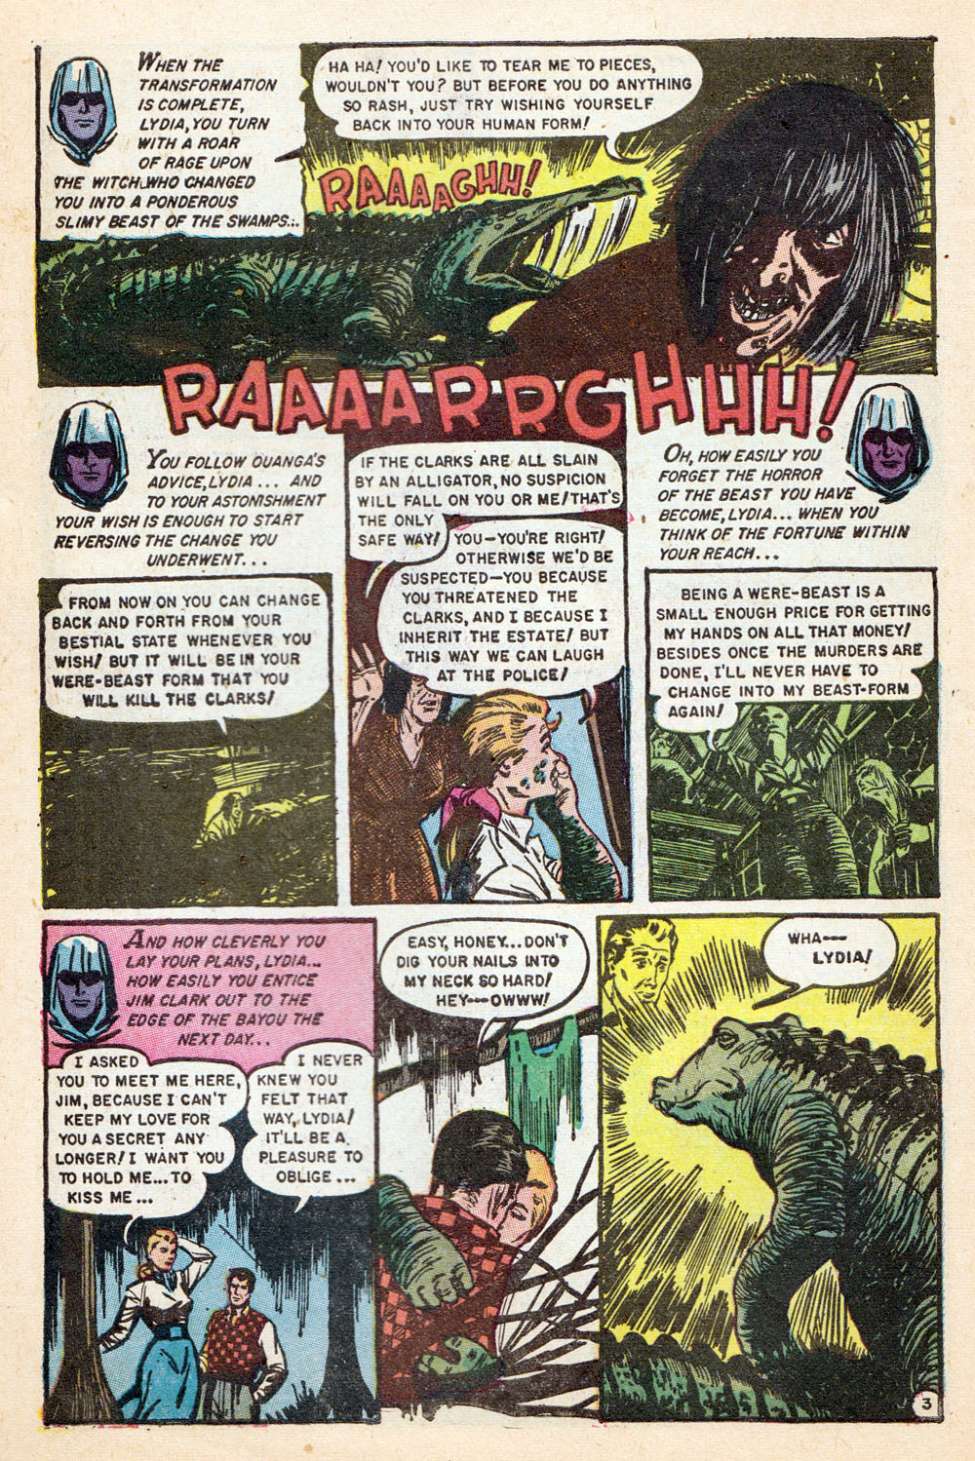 WHEN THE
TRANSFORMATION
IS COMPLETE,
LYDIA, YOU TURN
WITH A ROAR
OF RAGE UPON
THE WITCH WHO CHANGED
YOU INTO A PONDEROUS
SLIMY BEAST OF THE SWAMPS...
HA HA! YOU'D LIKE TO TEAR ME TO PIECES,
WOULDN'T YOU? BUT BEFORE YOU DO ANYTHING
SO RASH, JUST TRY WISHING YOURSELF
BACK INTO YOUR HUMAN FORM!
RAAAAGHH!
RAAAARRGHHHH!
YOU FOLLOW OUANGA'S
ADVICE, LYDIA... AND
TO YOUR ASTONISHMENT
YOUR WISH IS ENOUGH TO START
REVERSING THE CHANGE YOU
UNDERWENT...
FROM NOW ON YOU CAN CHANGE
BACK AND FORTH FROM YOUR
BESTIAL STATE WHENEVER YOU
WISH! BUT IT WILL BE IN YOUR
WERE-BEAST FORM THAT YOU
WILL KILL THE CLARKS!
IF THE CLARKS ARE ALL SLAIN
BY AN ALLIGATOR, NO SUSPICION
WILL FALL ON YOU OR ME! THAT'S
THE ONLY
SAFE WAY!
YOU-YOU'RE RIGHT!
OTHERWISE WE'D BE
SUSPECTED-YOU BECAUSE
YOU THREATENED THE
CLARKS, AND I BECAUSE I
INHERIT THE ESTATE! BUT
THIS WAY WE CAN LAUGH
AT THE POLICE!
OH, HOW EASILY YOU
FORGET THE HORROR
OF THE BEAST YOU HAVE
BECOME, LYDIA... WHEN YOU
THINK OF THE FORTUNE WITHIN
YOUR REACH...
BEING A WERE-BEAST IS A
SMALL ENOUGH PRICE FOR GETTING
MY HANDS ON ALL THAT MONEY!
BESIDES ONCE THE MURDERS ARE
DONE, I'LL NEVER HAVE TO
CHANGE INTO MY BEAST-FORM
AGAIN!
AND HOW CLEVERLY YOU
LAY YOUR PLANS, LYDIA...
HOW EASILY YOU ENTICE
JIM CLARK OUT TO THE
EDGE OF THE BAYOU THE
NEXT DAY...
I ASKED
YOU TO MEET ME HERE,
JIM, BECAUSE I CAN'T
KEEP MY LOVE FOR
YOU A SECRET ANY
LONGER! I WANT YOU
TO HOLD ME... TO
KISS ME...
I NEVER
KNEW YOU
FELT THAT
WAY, LYDIA!
IT'LL BE A
PLEASURE TO
OBLIGE...
EASY, HONEY... DON'T
DIG YOUR NAILS INTO
MY NECK SO HARD!
HEY--OWWW!
WHA--
LYDIA!
3